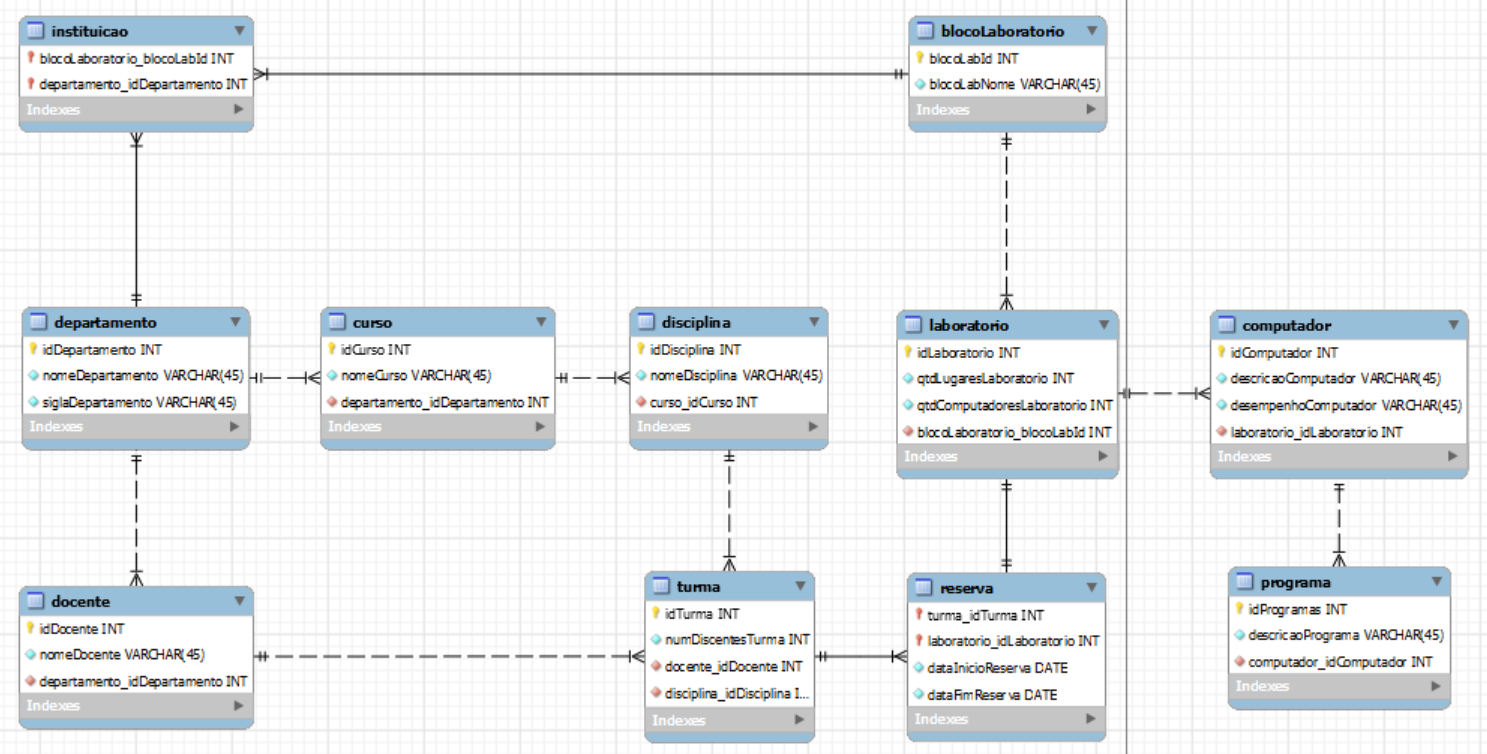 instituicao
blocoLaboratorio_blocoLabId INT
departamento_idDepartamento INT
Indexes
blocoLaboratorio
blocoLabId INT
blocoLabNome VARCHAR(45)
Indexes
departamento
idDepartamento INT
nomeDepartamento VARCHAR(45)
siglaDepartamento VARCHAR(45)
Indexes
curso
idCurso INT
nomeCurso VARCHAR(45)
departamento_idDepartamento INT
Indexes
disciplina
idDisciplina INT
nomeDisciplina VARCHAR(45)
curso_idCurso INT
Indexes
laboratorio
idLaboratorio INT
qtdLugaresLaboratorio INT
qtdComputadoresLaboratorio INT
blocoLaboratorio_blocoLabId INT
Indexes
computador
idComputador INT
descricaoComputador VARCHAR(45)
desempenhoComputador VARCHAR(45)
laboratorio_idLaboratorio INT
Indexes
docente
idDocente INT
nomeDocente VARCHAR(45)
departamento_idDepartamento INT
Indexes
turma
idTurma INT
numDiscentesTurma INT
docente_idDocente INT
disciplina_idDisciplina I...
Indexes
reserva
turma_idTurma INT
laboratorio_idLaboratorio INT
dataInicioReserva DATE
dataFimReserva DATE
Indexes
programa
idProgramas INT
descricaoPrograma VARCHAR(45)
computador_idComputador INT
Indexes